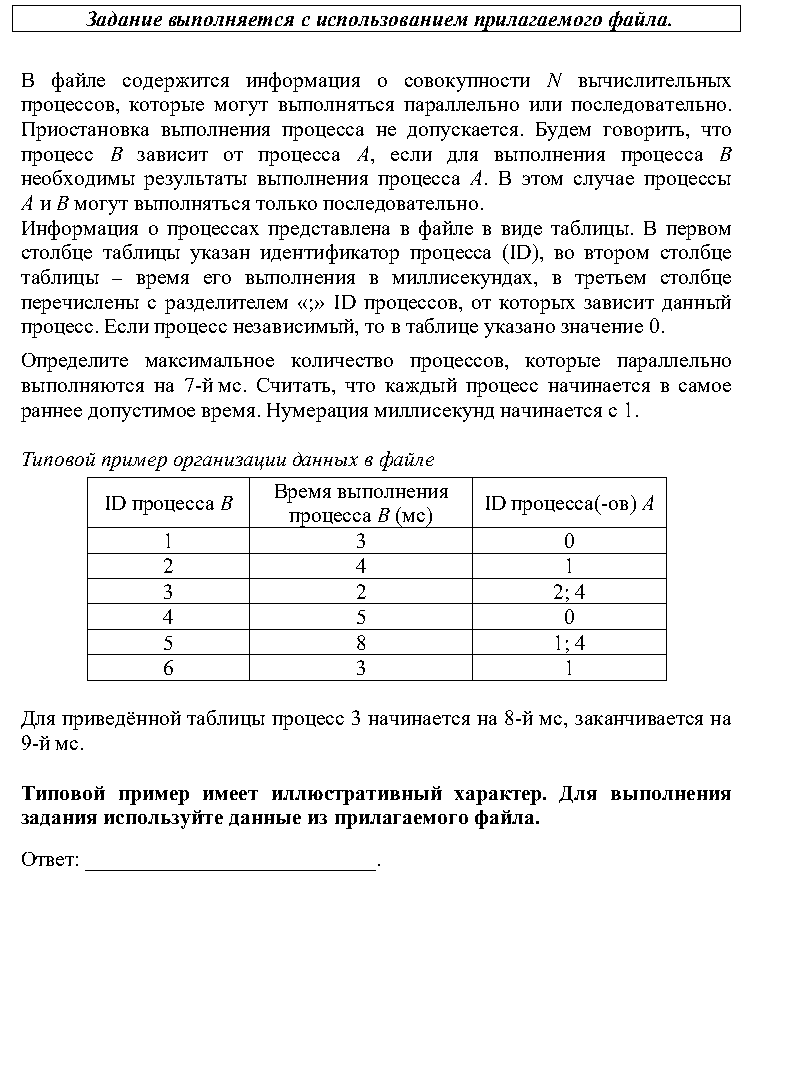 Задание выполняется с использованием прилагаемого файла.
В файле содержится информация о совокупности N вычислительных
процессов, которые могут выполняться параллельно или последовательно.
Приостановка выполнения процесса не допускается. Будем говорить, что
процесс B зависит от процесса A, если для выполнения процесса B
необходимы результаты выполнения процесса A. В этом случае процессы
A и B могут выполняться только последовательно.
Информация о процессах представлена в файле в виде таблицы. В первом
столбце таблицы указан идентификатор процесса (ID), во втором столбце
таблицы – время его выполнения в миллисекундах, в третьем столбце
перечислены с разделителем «;» ID процессов, от которых зависит данный
процесс. Если процесс независимый, то в таблице указано значение 0.
Определите максимальное количество процессов, которые параллельно
выполняются на 7-й мс. Считать, что каждый процесс начинается в самое
раннее допустимое время. Нумерация миллисекунд начинается с 1.
Типовой пример организации данных в файле
ID процесса B Время выполнения процесса B (мс) ID процесса(-ов) A
1 3 0
2 4 1
3 2 2; 4
4 5 0
5 8 1; 4
6 3 1
Для приведённой таблицы процесс 3 начинается на 8-й мс, заканчивается на
9-й мс.
Типовой пример имеет иллюстративный характер. Для выполнения
задания используйте данные из прилагаемого файла.
Ответ: ___________________________.